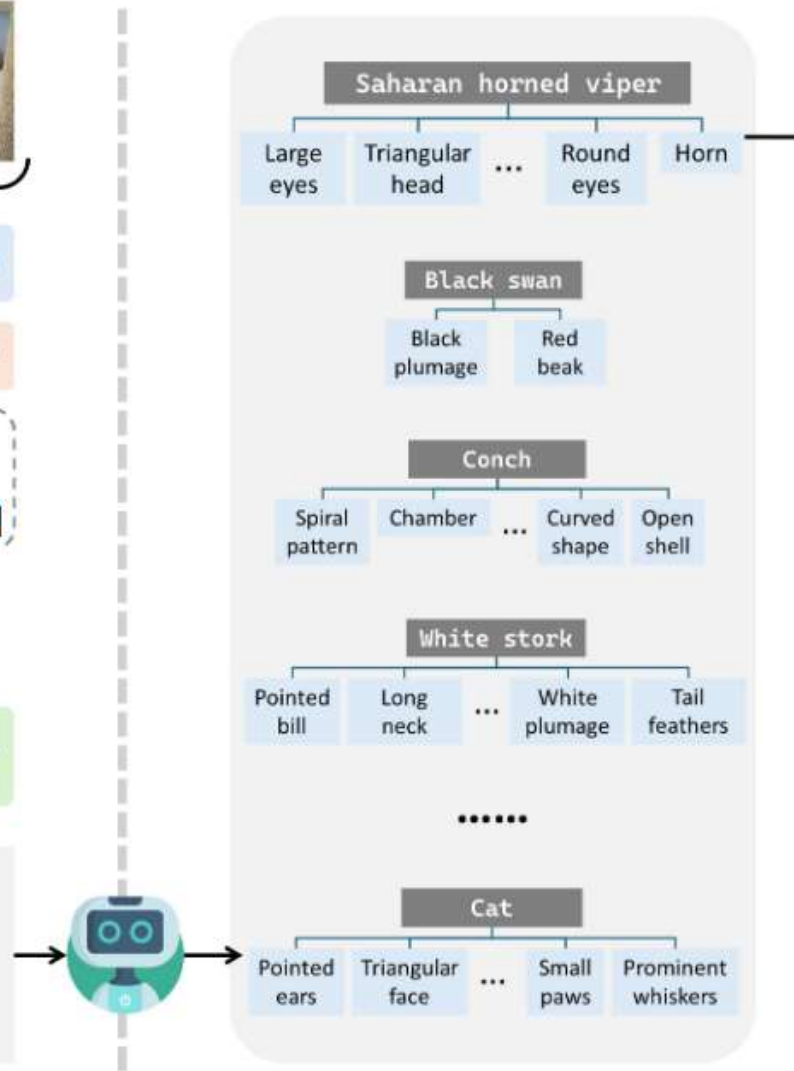 Saharan horned viper
Large
eyes
Triangular
head
...
Round
eyes
Horn
Black swan
Black
plumage
Red
beak
Conch
Spiral
pattern
Chamber
...
Curved
shape
Open
shell
White stork
Pointed
bill
Long
neck
...
White
plumage
Tail
feathers
......
Cat
Pointed
ears
Triangular
face
...
Small
paws
Prominent
whiskers